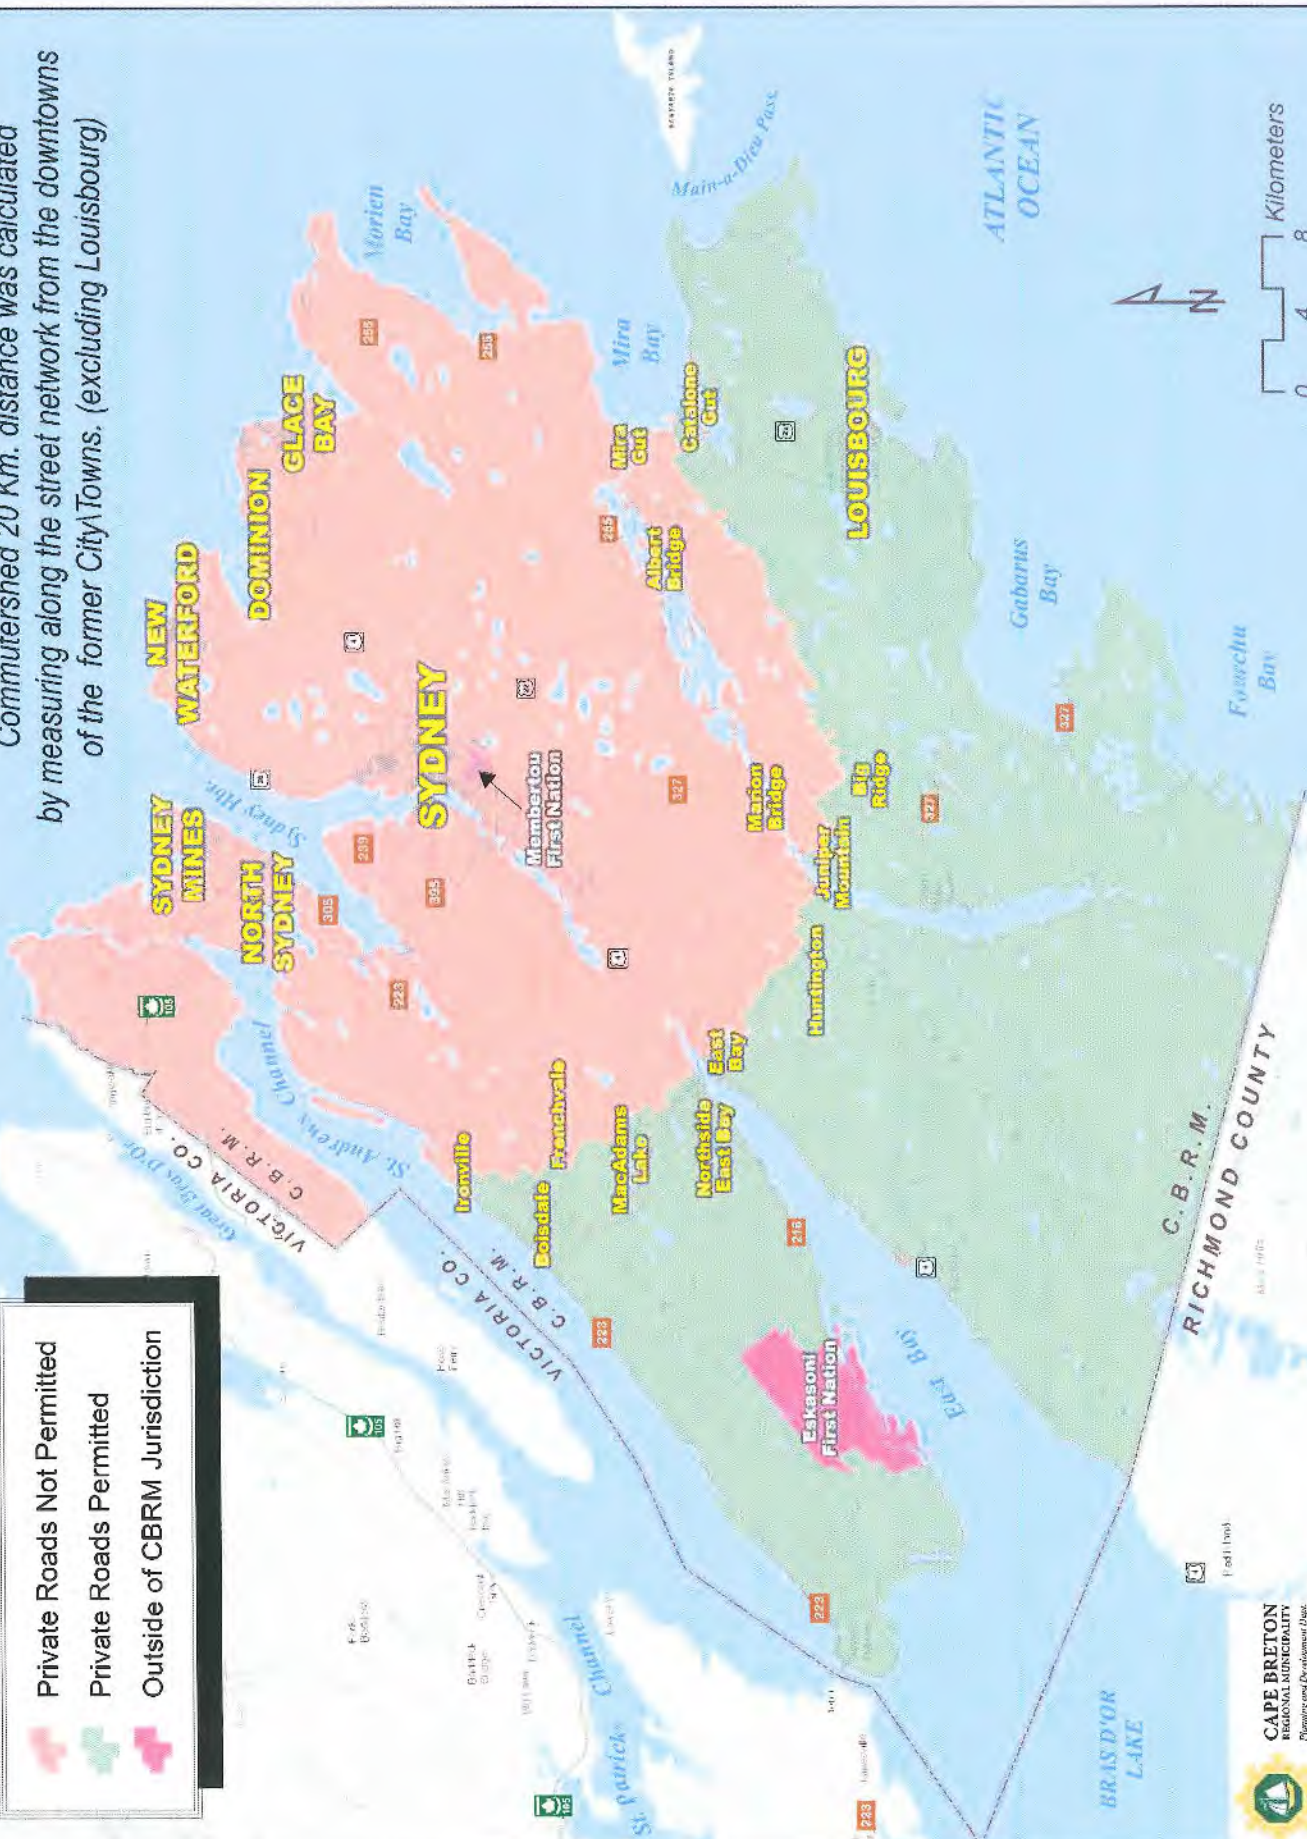 Commutershed 20 Km. distance was calculated
by measuring along the street network from the downtowns
of the former City\Towns. (excluding Louisbourg)
Private Roads Not Permitted
Private Roads Permitted
Outside of CBRM Jurisdiction
SYDNEY
MINES
NEW
WATERFORD
DOMINION
GLACE
BAY
NORTH
SYDNEY
SYDNEY
Membertou
First Nation
Sydney Hbr.
Morien
Bay
Mira
Bay
Mira
Gut
Catalone
Gut
Main-a-Dieu Pass
Albert
Bridge
LOUISBOURG
Marion
Bridge
Big
Ridge
Juniper
Mountain
Huntington
East
Bay
Northside
East Bay
MacAdams
Lake
Frenchvale
Boisdale
Ironville
Eskasoni
First Nation
East Bay
St. Andrews Channel
Great Bras D'Or
VICTORIA CO.
C.B.R.M.
VICTORIA CO.
C.B.R.M.
St. Patricks Channel
BRAS D'OR
LAKE
C.B.R.M.
RICHMOND COUNTY
Gabarus
Bay
Fourchu
Bay
ATLANTIC
OCEAN
105
105
105
223
223
223
223
216
4
4
4
4
305
305
239
28
22
255
255
255
327
327
327
N
0 4 8 Kilometers
CAPE BRETON
REGIONAL MUNICIPALITY
Planning and Development Dept.